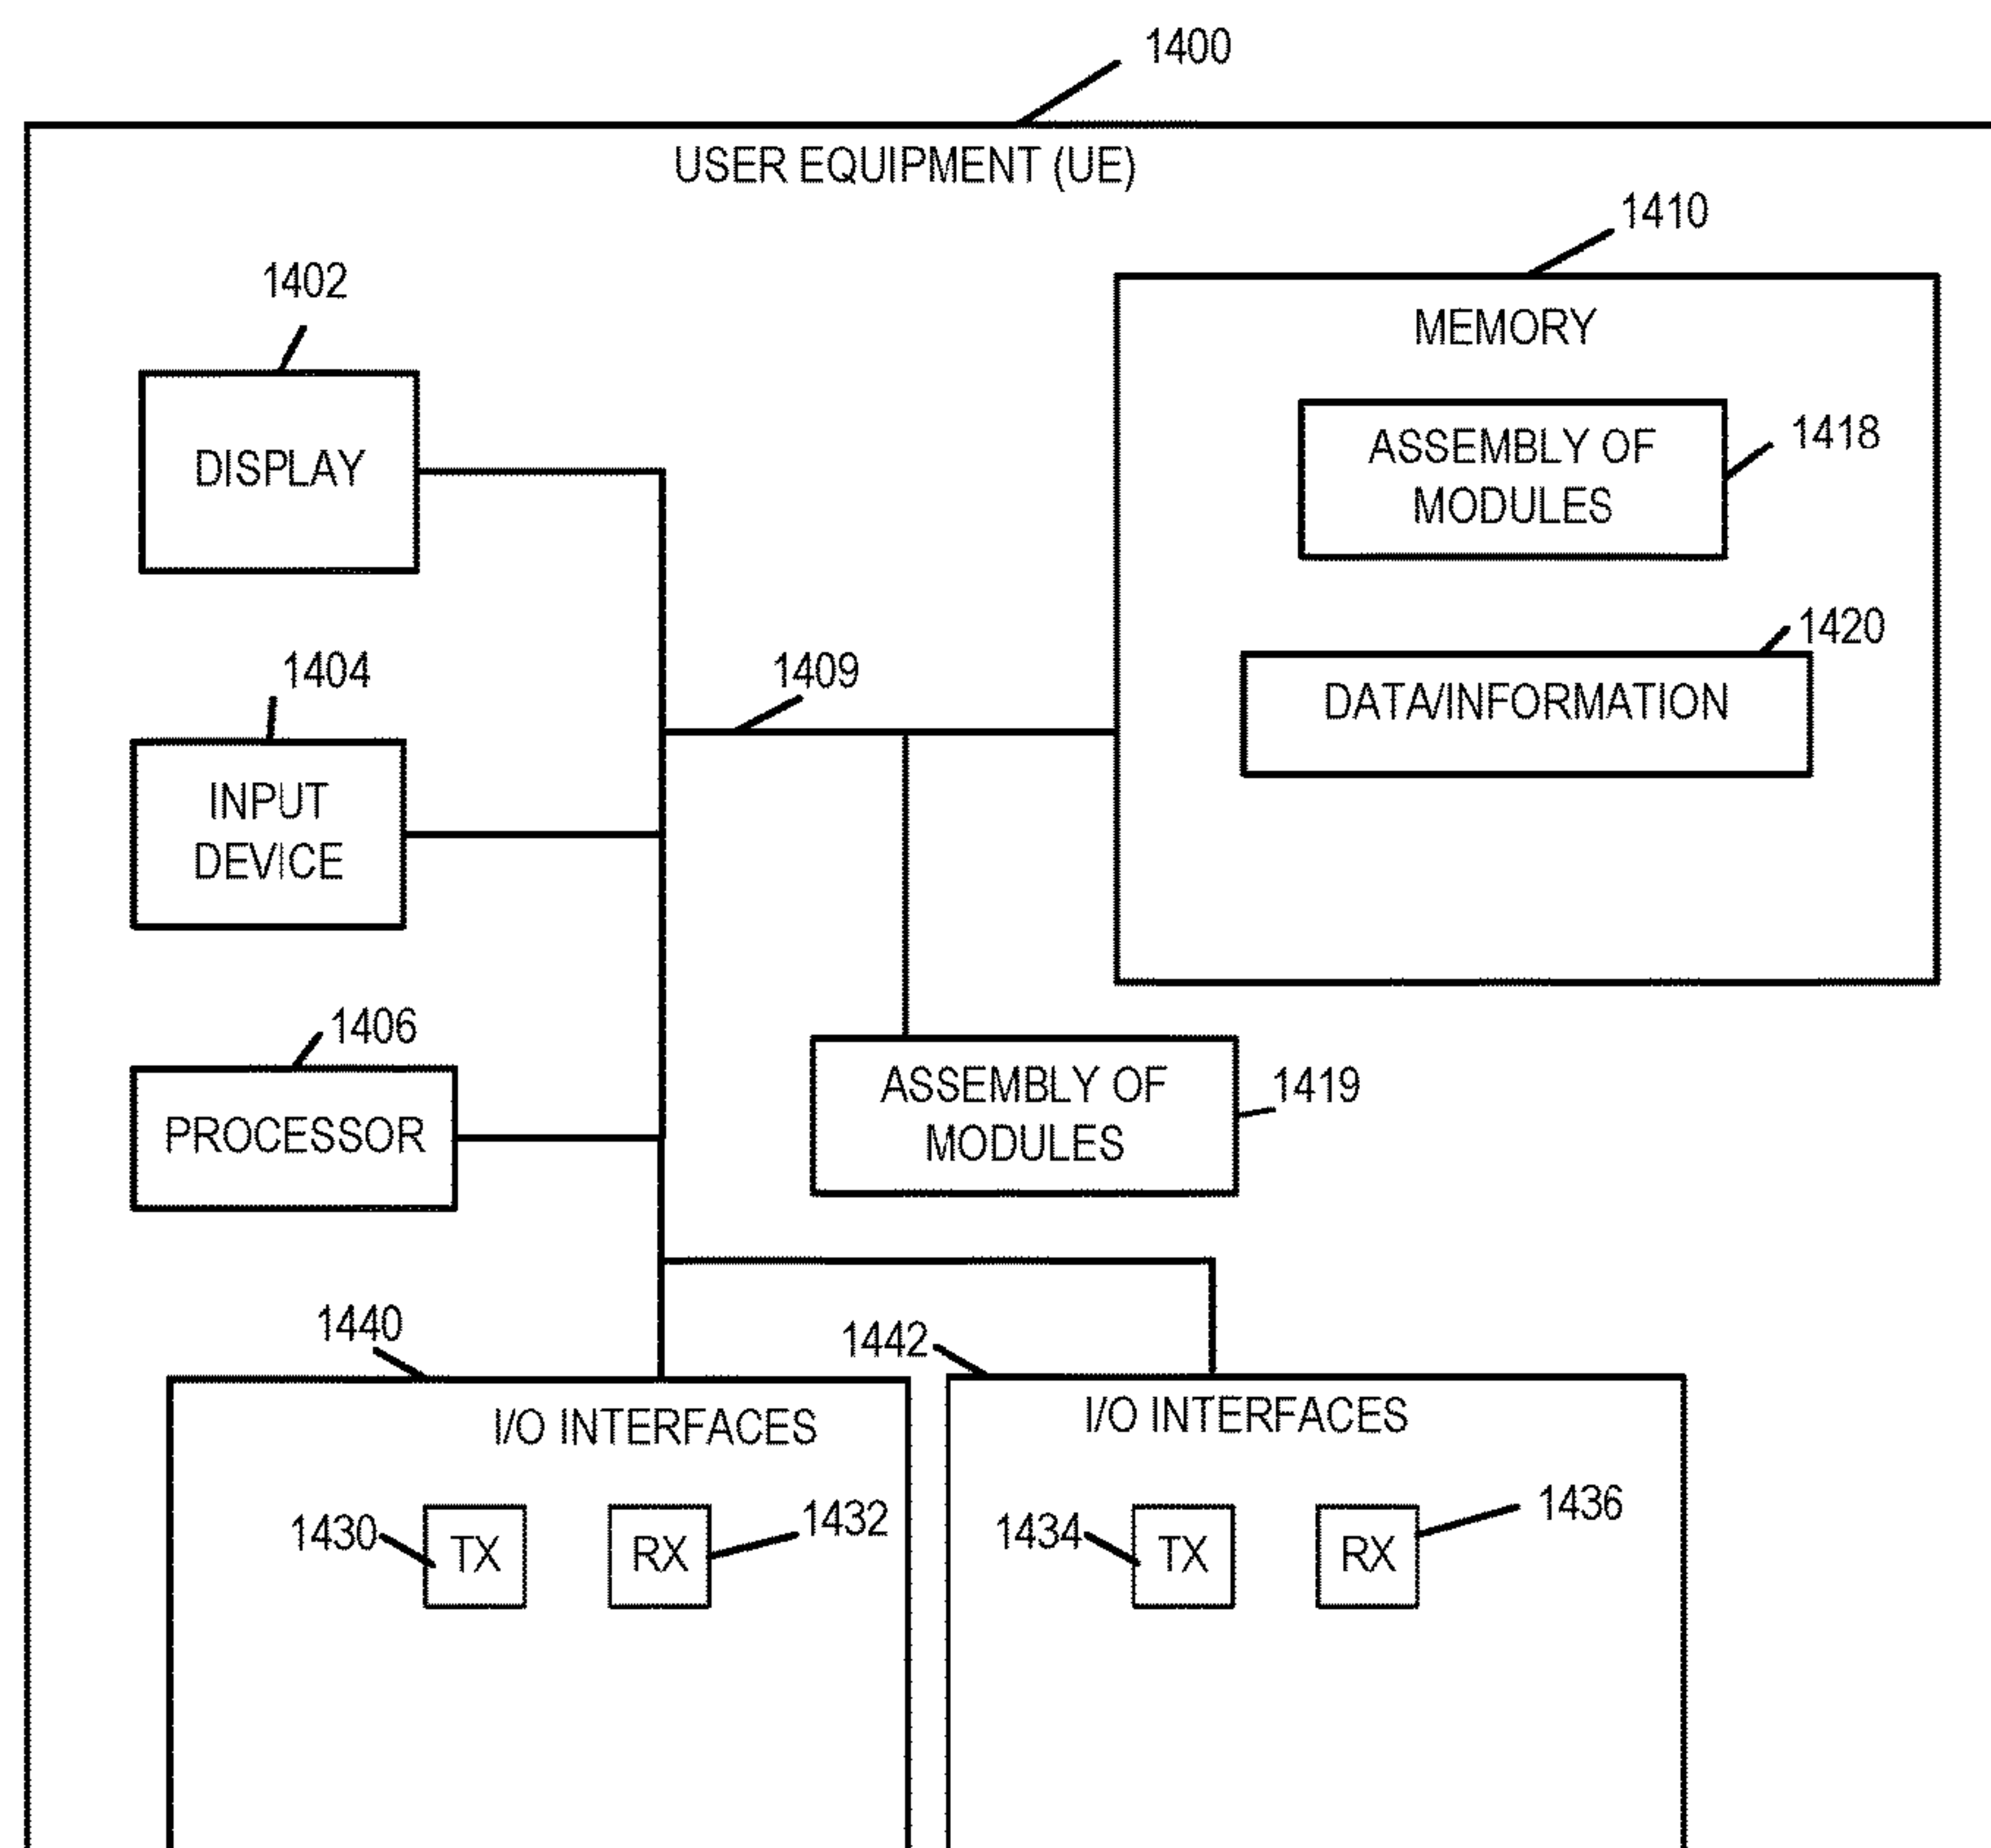 1400
USER EQUIPMENT (UE)
1410
MEMORY
1402
DISPLAY
ASSEMBLY OF
MODULES
1418
1420
DATA/INFORMATION
1404
INPUT
DEVICE
1409
1406
PROCESSOR
ASSEMBLY OF
MODULES
1419
1440
I/O INTERFACES
1430
TX
RX
1432
1442
I/O INTERFACES
1434
TX
RX
1436